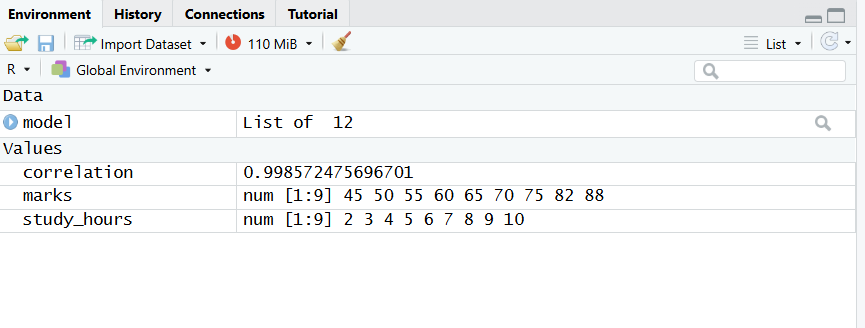 Environment History Connections Tutorial
Import Dataset 110 MiB List
R Global Environment
Data
model List of 12
Values
correlation 0.998572475696701
marks num [1:9] 45 50 55 60 65 70 75 82 88
study_hours num [1:9] 2 3 4 5 6 7 8 9 10